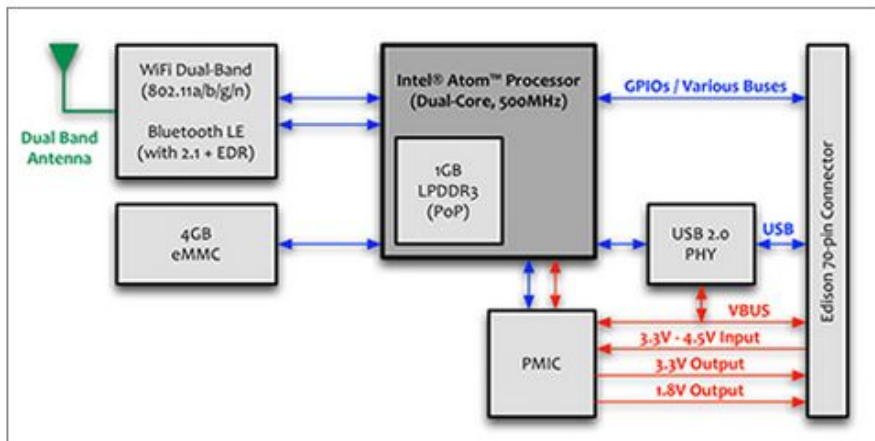 WiFi Dual-Band
(802.11a/b/g/n)
Bluetooth LE
(with 2.1 + EDR)
Dual Band
Antenna
4GB
eMMC
Intel® Atom™ Processor
(Dual-Core, 500MHz)
1GB
LPDDR3
(PoP)
GPIOs / Various Buses
USB 2.0
PHY
USB
VBUS
3.3V - 4.5V Input
3.3V Output
1.8V Output
PMIC
Edison 70-pin Connector